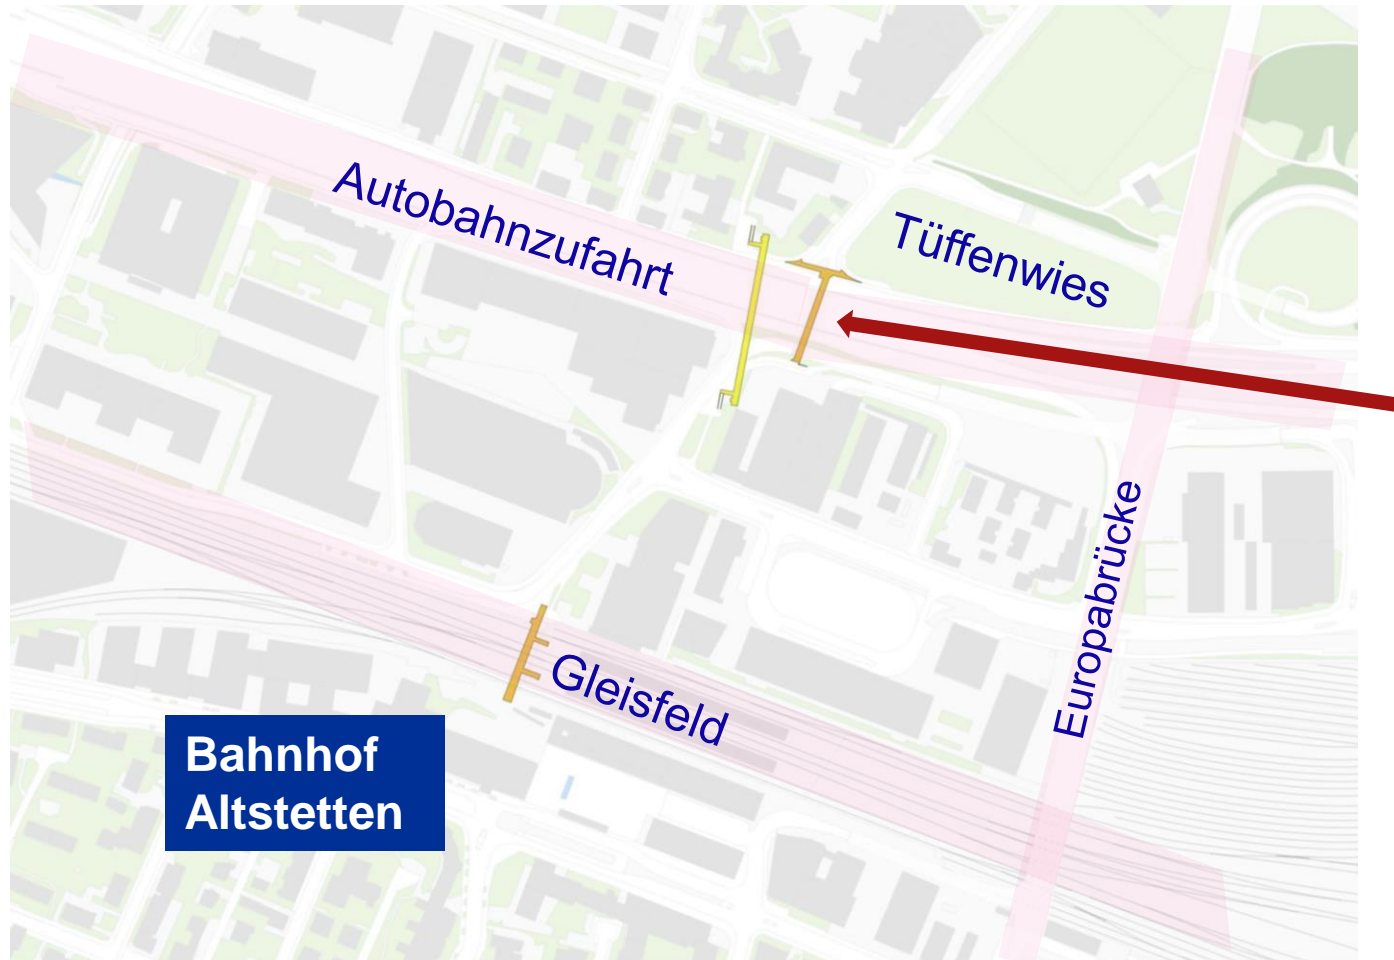 Autobahnzufahrt
Tüffenwies
Europabrücke
Gleisfeld
Bahnhof
Altstetten